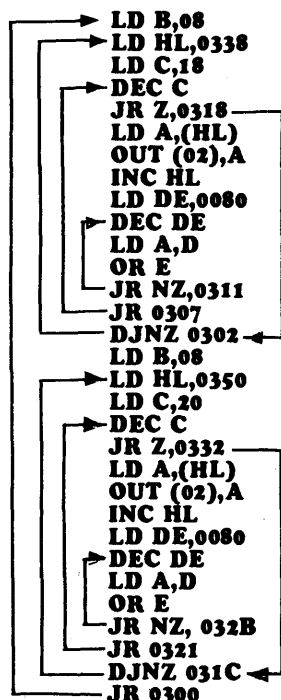 LD B,08
LD HL,0338
LD C,18
DEC C
JR Z,0318
LD A,(HL)
OUT (02),A
INC HL
LD DE,0080
DEC DE
LD A,D
OR E
JR NZ,0311
JR 0307
DJNZ 0302
LD B,08
LD HL,0350
LD C,20
DEC C
JR Z,0332
LD A,(HL)
OUT (02),A
INC HL
LD DE,0080
DEC DE
LD A,D
OR E
JR NZ, 032B
JR 0321
DJNZ 031C
JR 0300